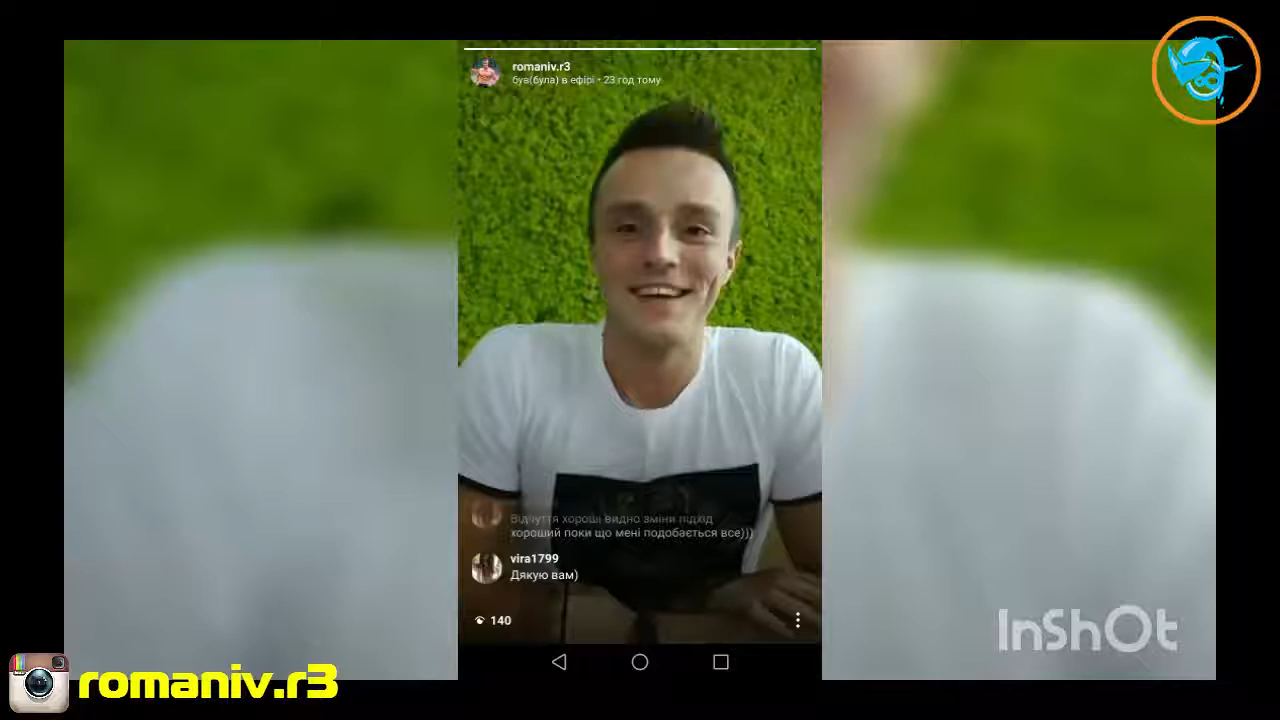 romaniv.r3
був(була) в ефірі • 23 год тому
Відчуття хороші видно зміни підхід
хороший поки що мені подобається все)))
vira1799
Дякую вам)
140
InShOt
romaniv.r3